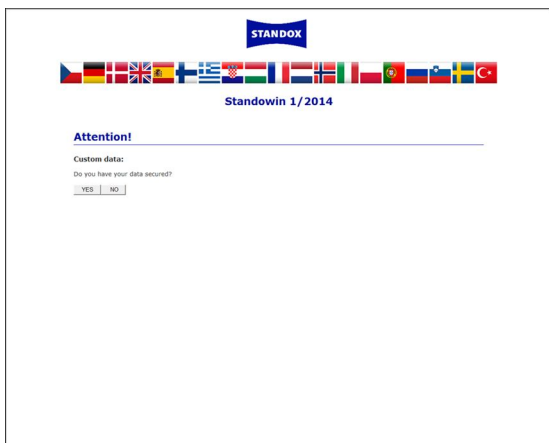 STANDOX
Standowin 1/2014
Attention!
Custom data:
Do you have your data secured?
YES NO